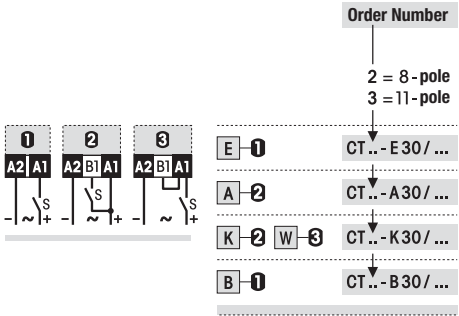 Order Number
2 = 8-pole
3 = 11-pole
1 2 3
A2 A1 A2 B1 A1 A2 B1 A1
S S S
- ~ + - ~ + - ~ +
E 1 CT..-E30/...
A 2 CT..-A30/...
K 2 W 3 CT..-K30/...
B 1 CT..-B30/...